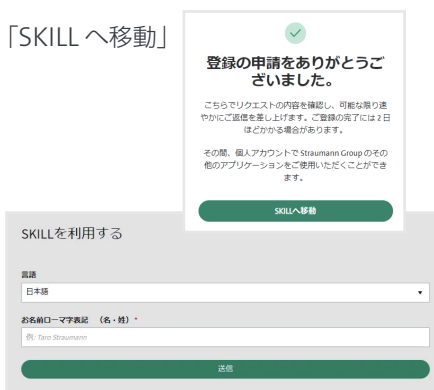 「SKILL へ移動」
登録の申請をありがとうご
ざいました。
こちらでリクエストの内容を確認し、可能な限り速
やかにご返信を差し上げます。ご登録の完了には2日
ほどかかる場合があります。
その間、個人アカウントで Straumann Group のその
他のアプリケーションをご使用いただくことができ
ます。
SKILLへ移動
SKILLを利用する
言語
日本語
お名前ローマ字表記 （名・姓）*
例: Taro Straumann
送信